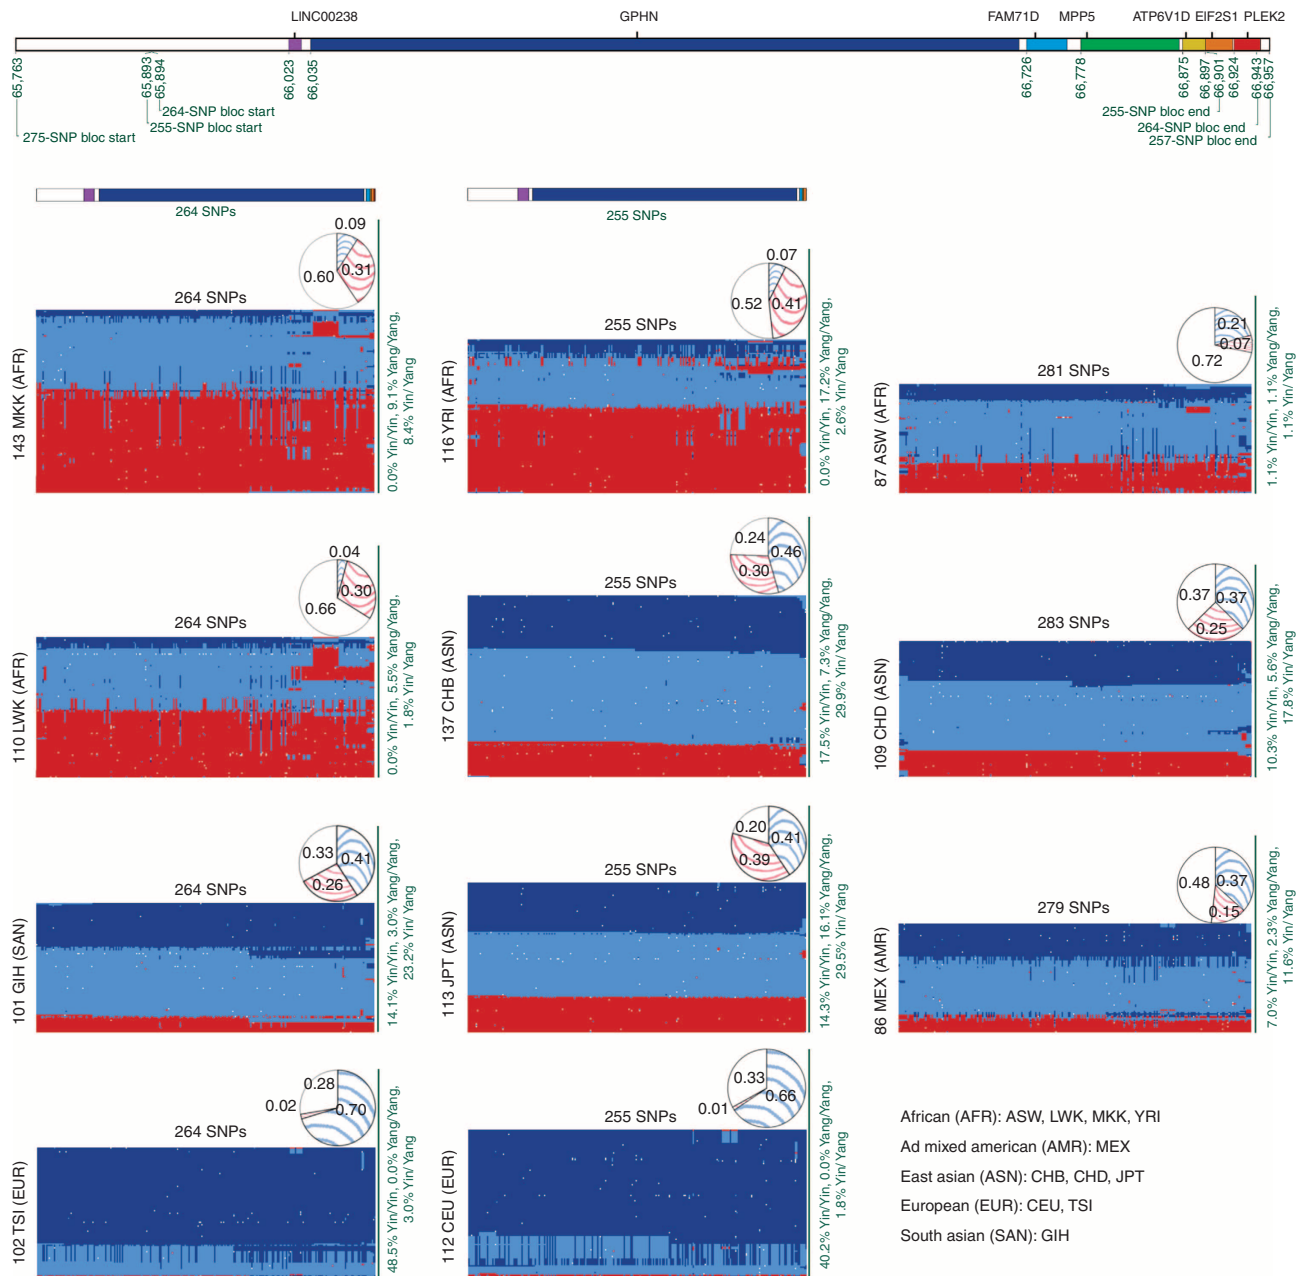 LINC00238 GPHN FAM71D MPP5 ATP6V1D EIF2S1 PLEK2
65,763 65,893 65,894 66,023 66,035 66,726 66,778 66,875 66,897 66,901 66,924 66,943 66,957
264-SNP bloc start
255-SNP bloc start
275-SNP bloc start
255-SNP bloc end
264-SNP bloc end
257-SNP bloc end
264 SNPs
255 SNPs
143 MKK (AFR)
264 SNPs
0.09
0.31
0.60
0.0% Yin/Yin, 9.1% Yang/Yang,
8.4% Yin/ Yang
116 YRI (AFR)
255 SNPs
0.07
0.41
0.52
0.0% Yin/Yin, 17.2% Yang/Yang,
2.6% Yin/ Yang
87 ASW (AFR)
281 SNPs
0.21
0.07
0.72
1.1% Yin/Yin, 1.1% Yang/Yang,
1.1% Yin/ Yang
110 LWK (AFR)
264 SNPs
0.04
0.30
0.66
0.0% Yin/Yin, 5.5% Yang/Yang,
1.8% Yin/ Yang
137 CHB (ASN)
255 SNPs
0.24
0.46
0.30
17.5% Yin/Yin, 7.3% Yang/Yang,
29.9% Yin/ Yang
109 CHD (ASN)
283 SNPs
0.37
0.37
0.25
10.3% Yin/Yin, 5.6% Yang/Yang,
17.8% Yin/ Yang
101 GIH (SAN)
264 SNPs
0.33
0.41
0.26
14.1% Yin/Yin, 3.0% Yang/Yang,
23.2% Yin/ Yang
113 JPT (ASN)
255 SNPs
0.20
0.41
0.39
14.3% Yin/Yin, 16.1% Yang/Yang,
29.5% Yin/ Yang
86 MEX (AMR)
279 SNPs
0.48
0.37
0.15
7.0% Yin/Yin, 2.3% Yang/Yang,
11.6% Yin/ Yang
102 TSI (EUR)
264 SNPs
0.28
0.02
0.70
48.5% Yin/Yin, 0.0% Yang/Yang,
3.0% Yin/ Yang
112 CEU (EUR)
255 SNPs
0.33
0.66
0.01
40.2% Yin/Yin, 0.0% Yang/Yang,
1.8% Yin/ Yang
African (AFR): ASW, LWK, MKK, YRI
Ad mixed american (AMR): MEX
East asian (ASN): CHB, CHD, JPT
European (EUR): CEU, TSI
South asian (SAN): GIH